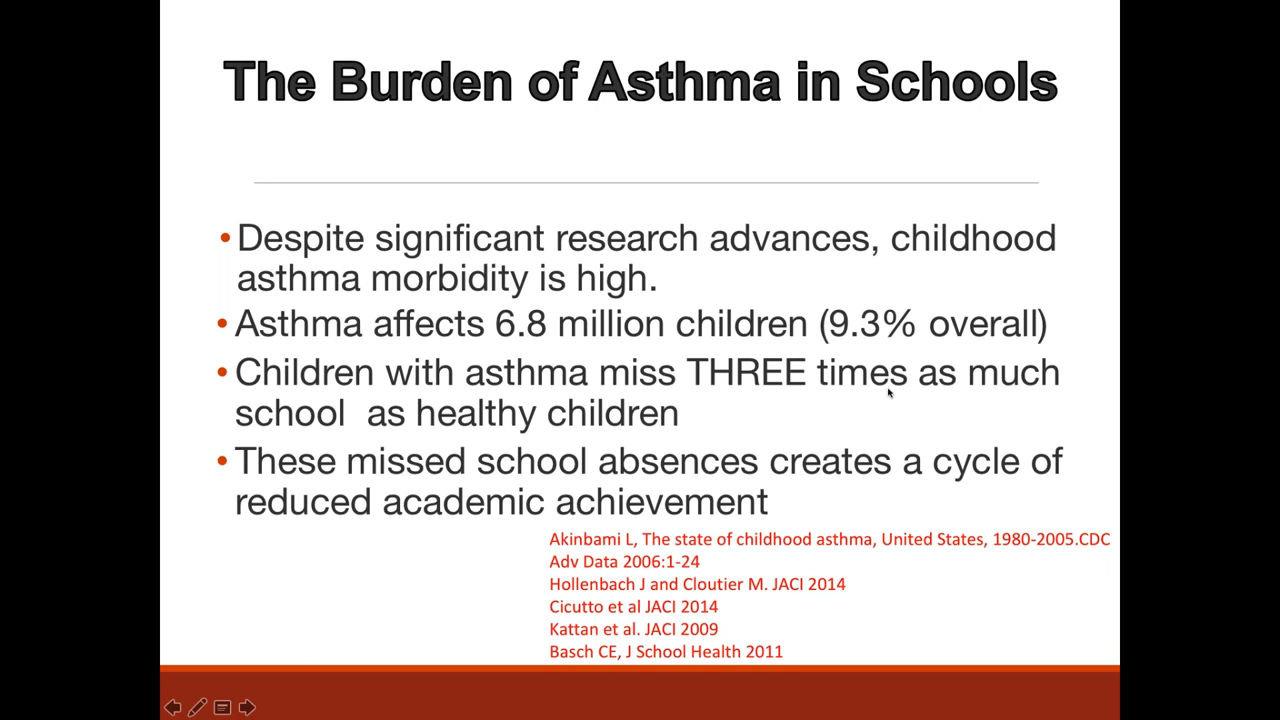 The Burden of Asthma in Schools
•Despite significant research advances, childhood
asthma morbidity is high.
•Asthma affects 6.8 million children (9.3% overall)
•Children with asthma miss THREE times as much
school  as healthy children
•These missed school absences creates a cycle of
reduced academic achievement
Akinbami L, The state of childhood asthma, United States, 1980-2005.CDC
Adv Data 2006:1-24
Hollenbach J and Cloutier M. JACI 2014
Cicutto et al JACI 2014
Kattan et al. JACI 2009
Basch CE, J School Health 2011